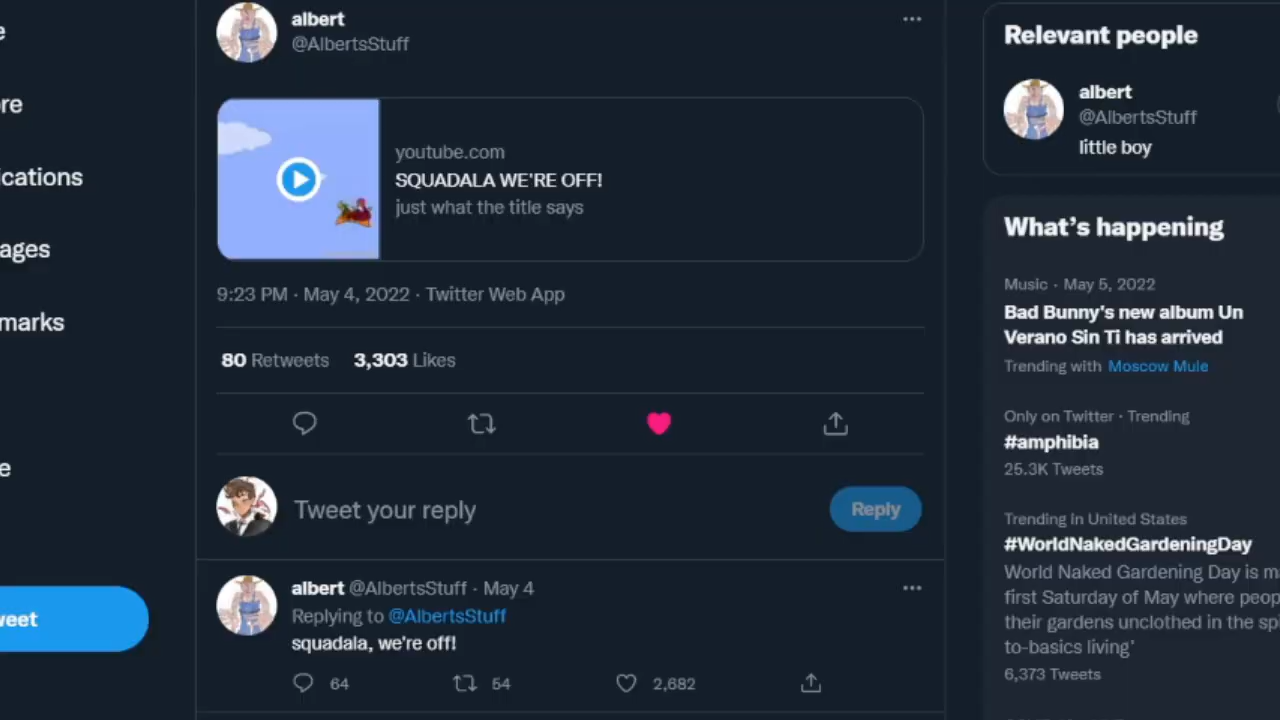 e
re
ications
ages
marks
e
weet
albert
@AlbertsStuff
youtube.com
SQUADALA WE'RE OFF!
just what the title says
9:23 PM · May 4, 2022 · Twitter Web App
80 Retweets 3,303 Likes
Tweet your reply
Reply
albert @AlbertsStuff · May 4
Replying to @AlbertsStuff
squadala, we're off!
64 54 2,682
Relevant people
albert
@AlbertsStuff
little boy
What's happening
Music · May 5, 2022
Bad Bunny's new album Un
Verano Sin Ti has arrived
Trending with Moscow Mule
Only on Twitter · Trending
#amphibia
25.3K Tweets
Trending in United States
#WorldNakedGardeningDay
World Naked Gardening Day is m
first Saturday of May where peop
their gardens unclothed in the spi
to-basics living'
6,373 Tweets